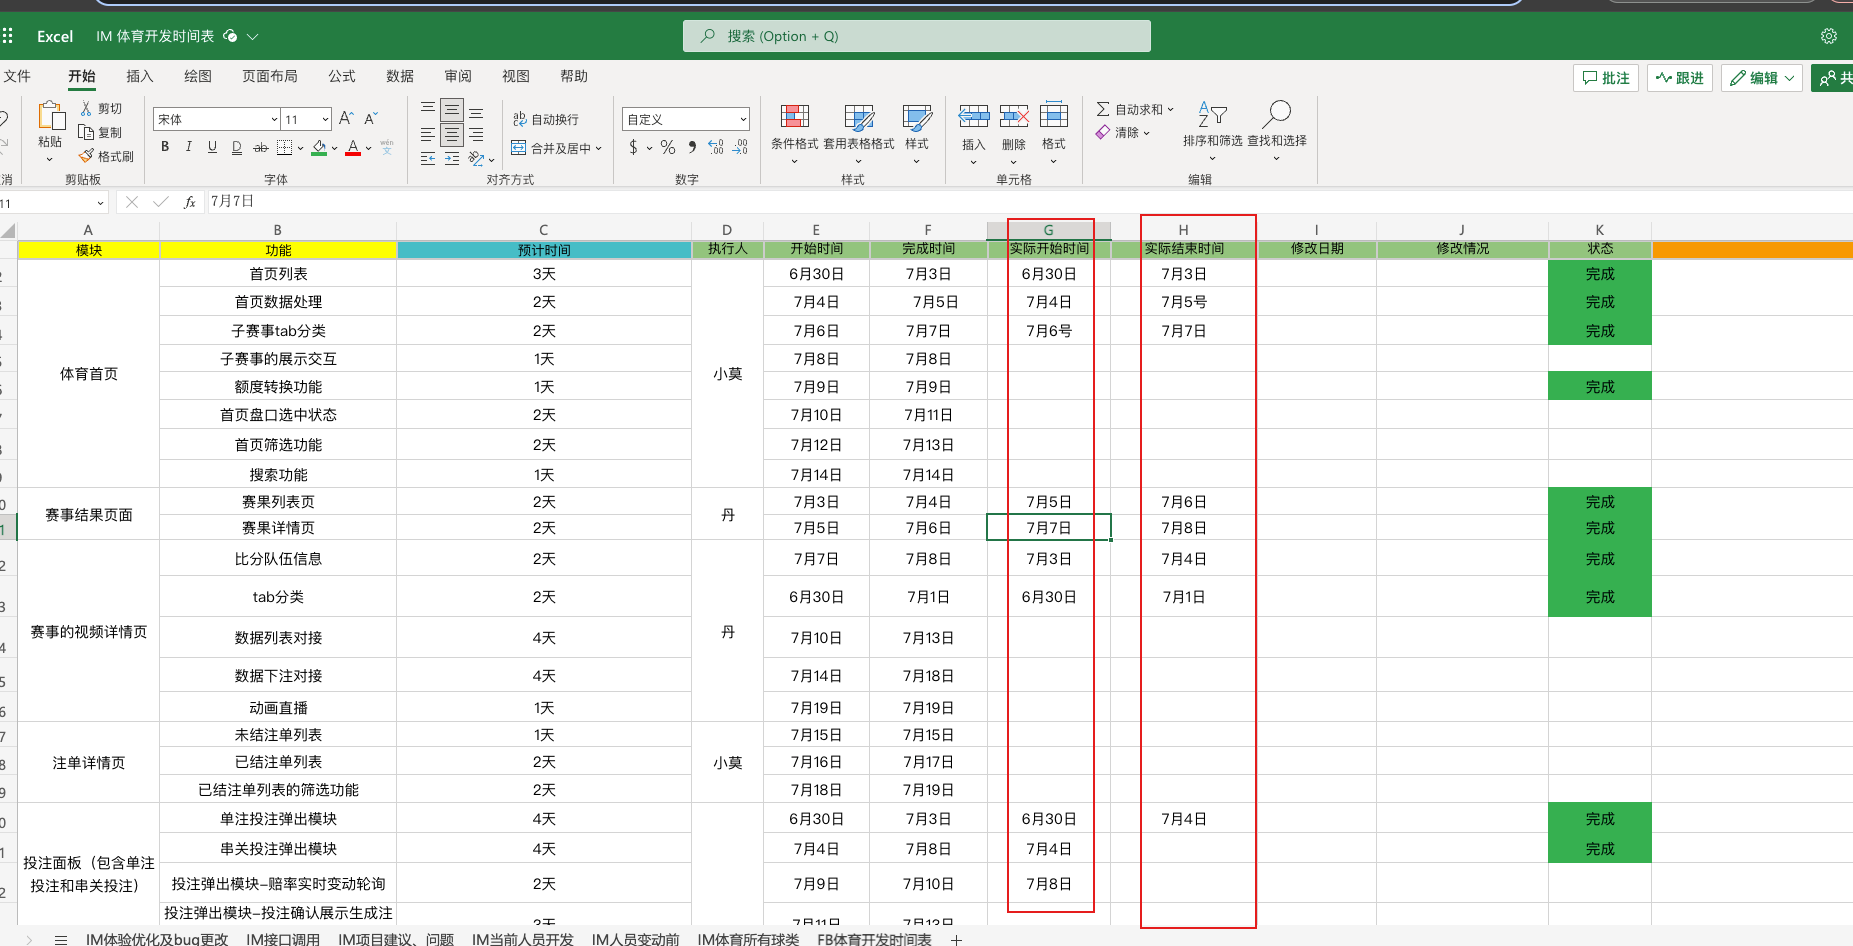 Excel IM 体育开发时间表 搜索 (Option + Q)
文件 开始 插入 绘图 页面布局 公式 数据 审阅 视图 帮助 批注 跟进 编辑
剪切
复制
粘贴 格式刷
剪贴板
宋体 11
字体
自动换行
合并及居中
对齐方式
自定义
数字
条件格式 套用表格格式 样式
样式
插入 删除 格式
单元格
自动求和
清除
排序和筛选 查找和选择
编辑
11 fx 7月7日
A B C D E F G H I J K
模块 功能 预计时间 执行人 开始时间 完成时间 实际开始时间 实际结束时间 修改日期 修改情况 状态
首页列表 3天 6月30日 7月3日 6月30日 7月3日 完成
首页数据处理 2天 7月4日 7月5日 7月4日 7月5号 完成
子赛事tab分类 2天 7月6日 7月7日 7月6号 7月7日 完成
子赛事的展示交互 1天 7月8日 7月8日
体育首页 额度转换功能 1天 小莫 7月9日 7月9日 完成
首页盘口选中状态 2天 7月10日 7月11日
首页筛选功能 2天 7月12日 7月13日
搜索功能 1天 7月14日 7月14日
赛事结果页面 赛果列表页 2天 丹 7月3日 7月4日 7月5日 7月6日 完成
赛果详情页 2天 7月5日 7月6日 7月7日 7月8日 完成
比分队伍信息 2天 7月7日 7月8日 7月3日 7月4日 完成
tab分类 2天 6月30日 7月1日 6月30日 7月1日 完成
赛事的视频详情页 数据列表对接 4天 丹 7月10日 7月13日
数据下注对接 4天 7月14日 7月18日
动画直播 1天 7月19日 7月19日
未结注单列表 1天 7月15日 7月15日
注单详情页 已结注单列表 2天 小莫 7月16日 7月17日
已结注单列表的筛选功能 2天 7月18日 7月19日
单注投注弹出模块 4天 6月30日 7月3日 6月30日 7月4日 完成
串关投注弹出模块 4天 7月4日 7月8日 7月4日 完成
投注面板（包含单注
投注和串关投注）
投注弹出模块-赔率实时变动轮询 2天 7月9日 7月10日 7月8日
投注弹出模块-投注确认展示生成注
IM体验优化及bug更改 IM接口调用 IM项目建议、问题 IM当前人员开发 IM人员变动前 IM体育所有球类 FB体育开发时间表